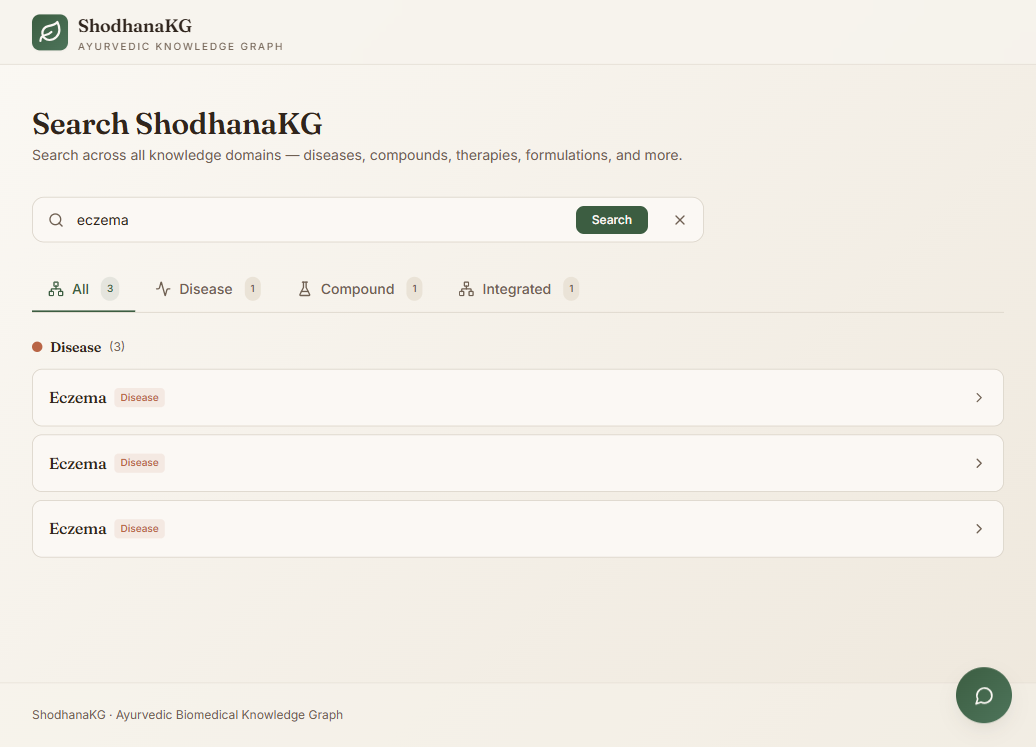 ShodhanaKG
AYURVEDIC KNOWLEDGE GRAPH
Search ShodhanaKG
Search across all knowledge domains — diseases, compounds, therapies, formulations, and more.
eczema Search
All 3 Disease 1 Compound 1 Integrated 1
Disease (3)
Eczema Disease
Eczema Disease
Eczema Disease
ShodhanaKG · Ayurvedic Biomedical Knowledge Graph